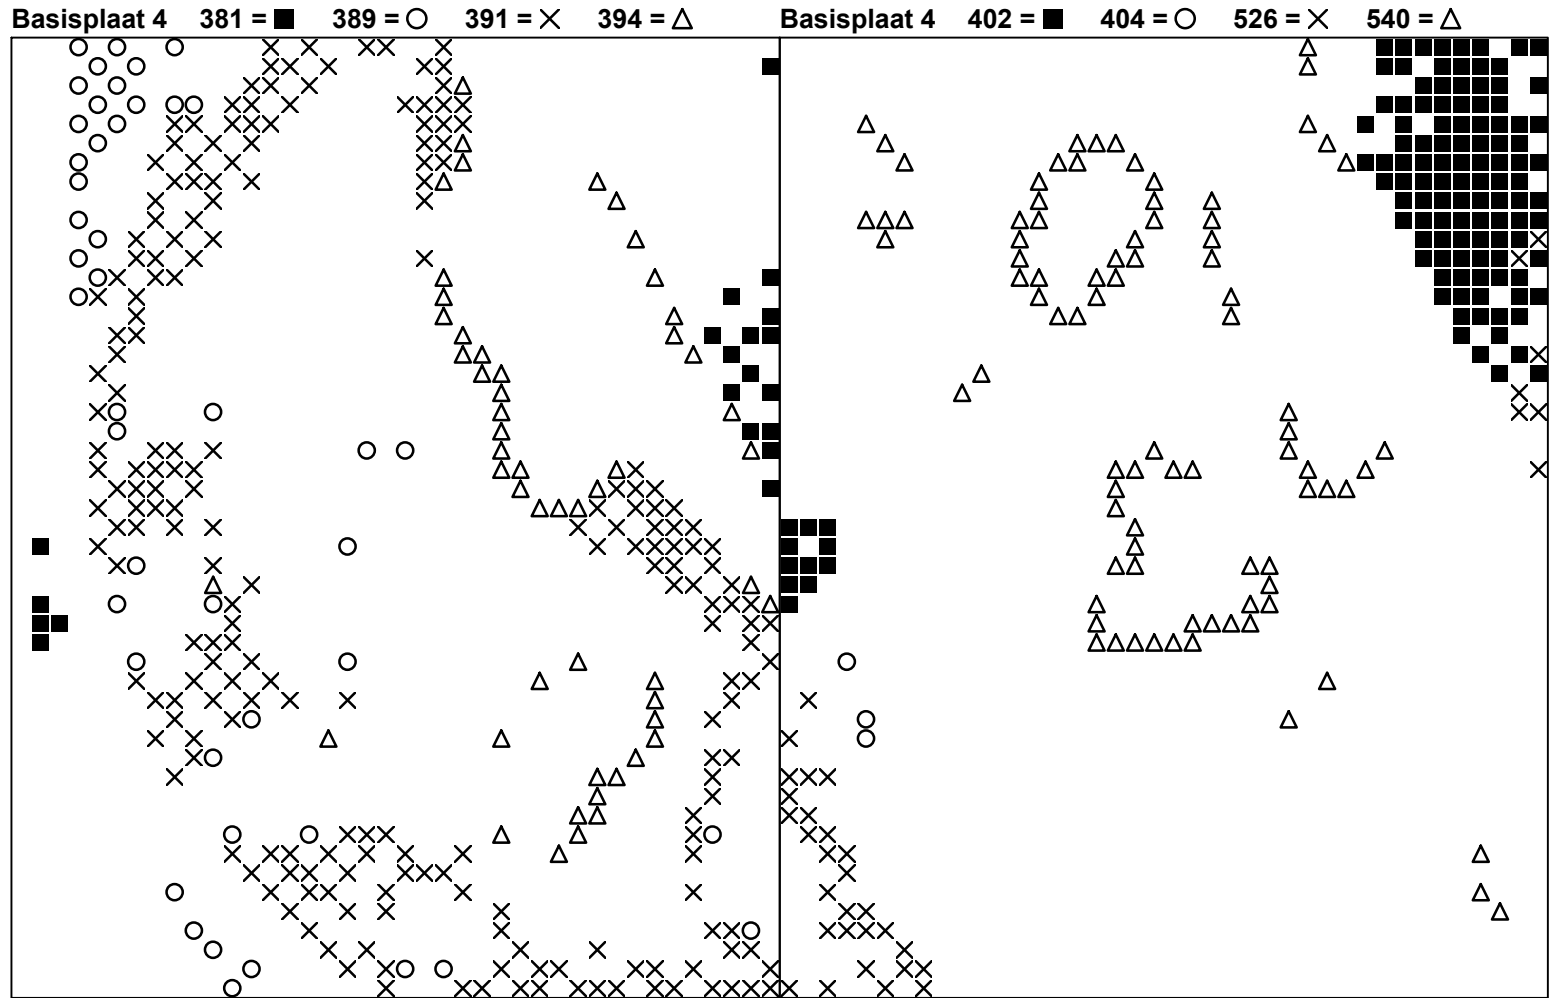 Basisplaat 4 381 = ■ 389 = ○ 391 = × 394 = △
Basisplaat 4 402 = ■ 404 = ○ 526 = × 540 = △